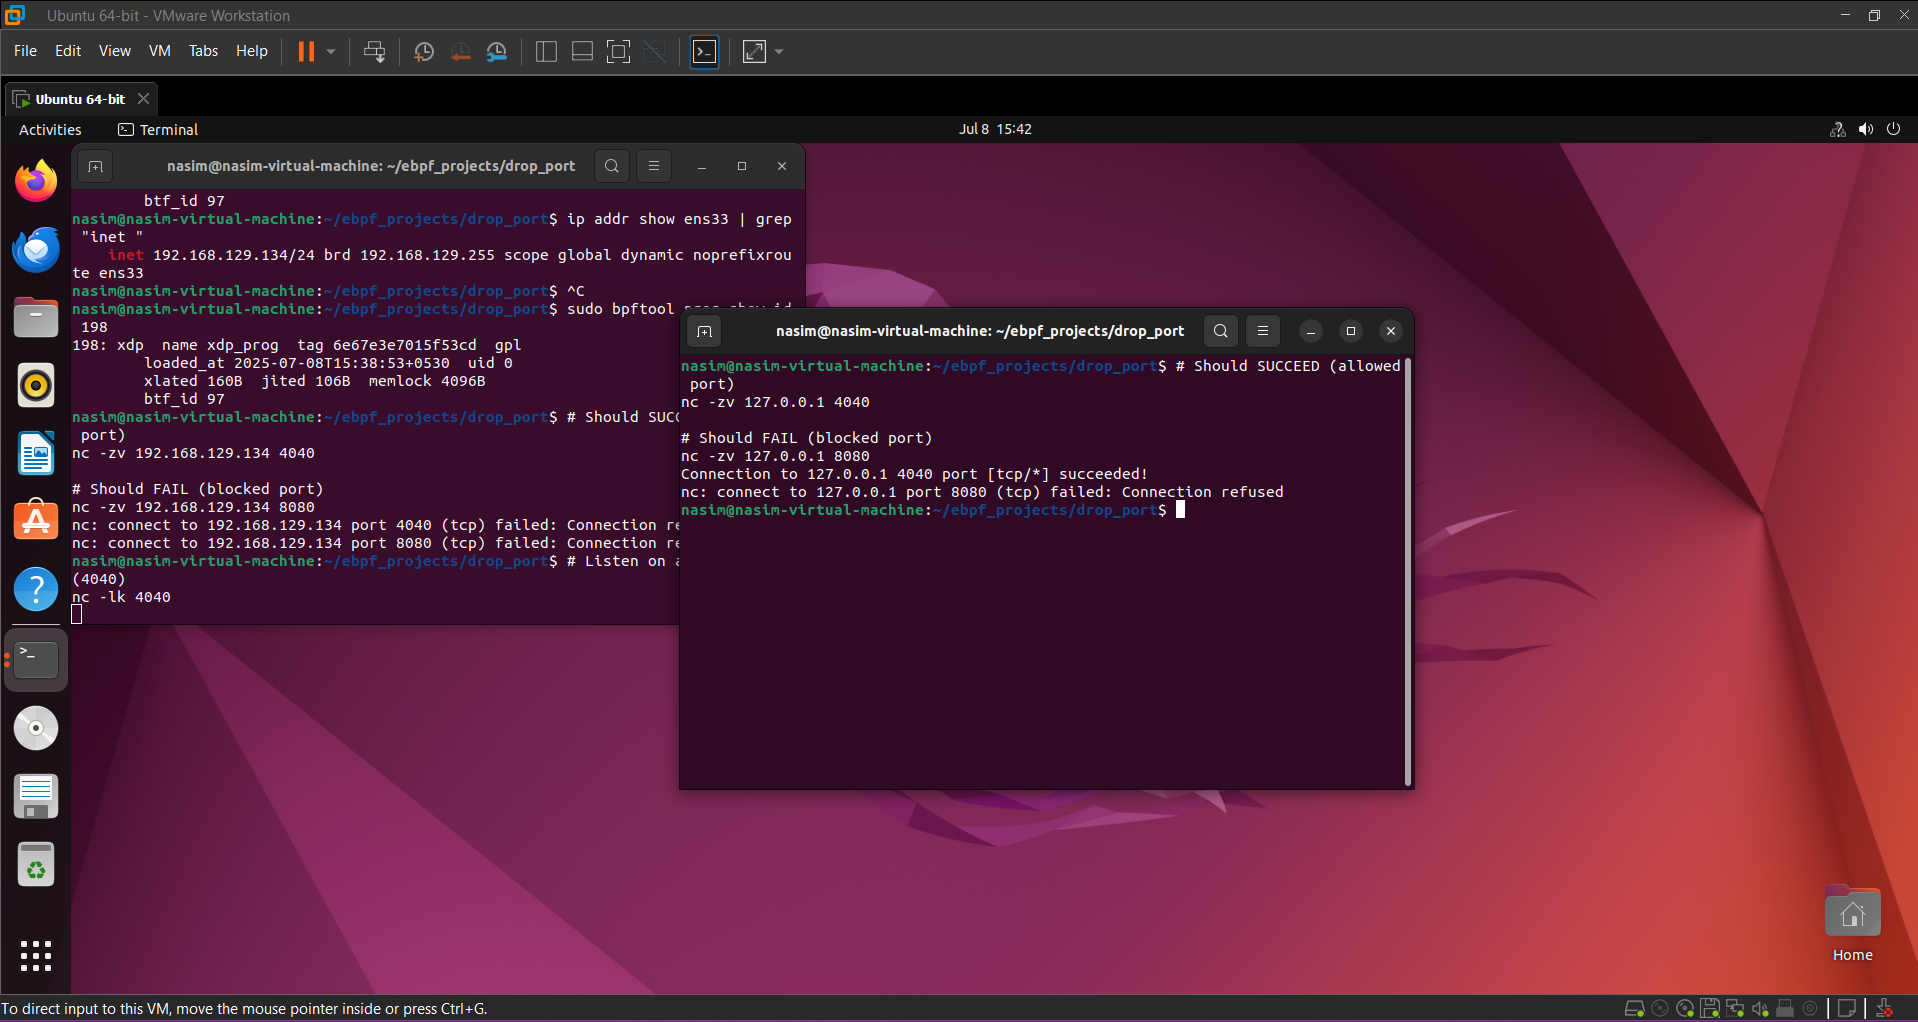 Ubuntu 64-bit - VMware Workstation
File Edit View VM Tabs Help
Ubuntu 64-bit
Activities Terminal Jul 8 15:42
nasim@nasim-virtual-machine: ~/ebpf_projects/drop_port
btf_id 97
nasim@nasim-virtual-machine:~/ebpf_projects/drop_port$ ip addr show ens33 | grep
"inet "
inet 192.168.129.134/24 brd 192.168.129.255 scope global dynamic noprefixrou
te ens33
nasim@nasim-virtual-machine:~/ebpf_projects/drop_port$ ^C
nasim@nasim-virtual-machine:~/ebpf_projects/drop_port$ sudo bpftool prog show id
198
198: xdp name xdp_prog tag 6e67e3e7015f53cd gpl
loaded_at 2025-07-08T15:38:53+0530 uid 0
xlated 160B jited 106B memlock 4096B
btf_id 97
nasim@nasim-virtual-machine:~/ebpf_projects/drop_port$ # Should SUCC
port)
nc -zv 192.168.129.134 4040
# Should FAIL (blocked port)
nc -zv 192.168.129.134 8080
nc: connect to 192.168.129.134 port 4040 (tcp) failed: Connection re
nc: connect to 192.168.129.134 port 8080 (tcp) failed: Connection re
nasim@nasim-virtual-machine:~/ebpf_projects/drop_port$ # Listen on a
(4040)
nc -lk 4040
nasim@nasim-virtual-machine: ~/ebpf_projects/drop_port
nasim@nasim-virtual-machine:~/ebpf_projects/drop_port$ # Should SUCCEED (allowed
port)
nc -zv 127.0.0.1 4040
# Should FAIL (blocked port)
nc -zv 127.0.0.1 8080
Connection to 127.0.0.1 4040 port [tcp/*] succeeded!
nc: connect to 127.0.0.1 port 8080 (tcp) failed: Connection refused
nasim@nasim-virtual-machine:~/ebpf_projects/drop_port$
Home
To direct input to this VM, move the mouse pointer inside or press Ctrl+G.